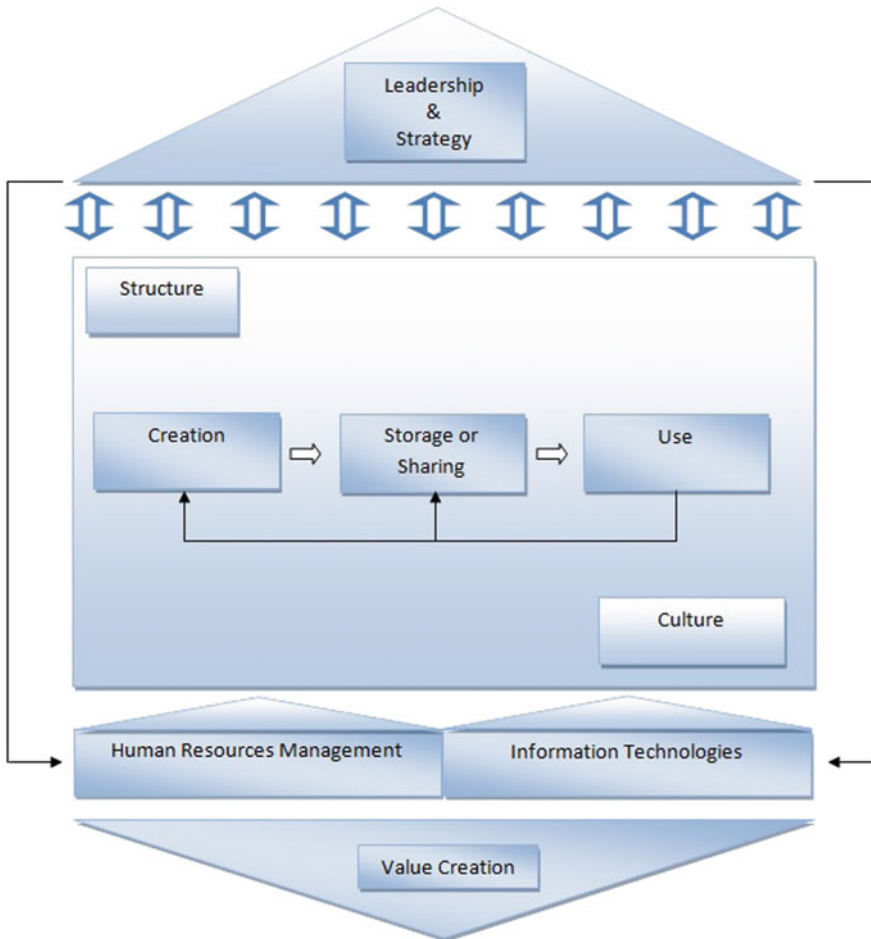 Leadership
&
Strategy
Structure
Creation
Storage or
Sharing
Use
Culture
Human Resources Management
Information Technologies
Value Creation